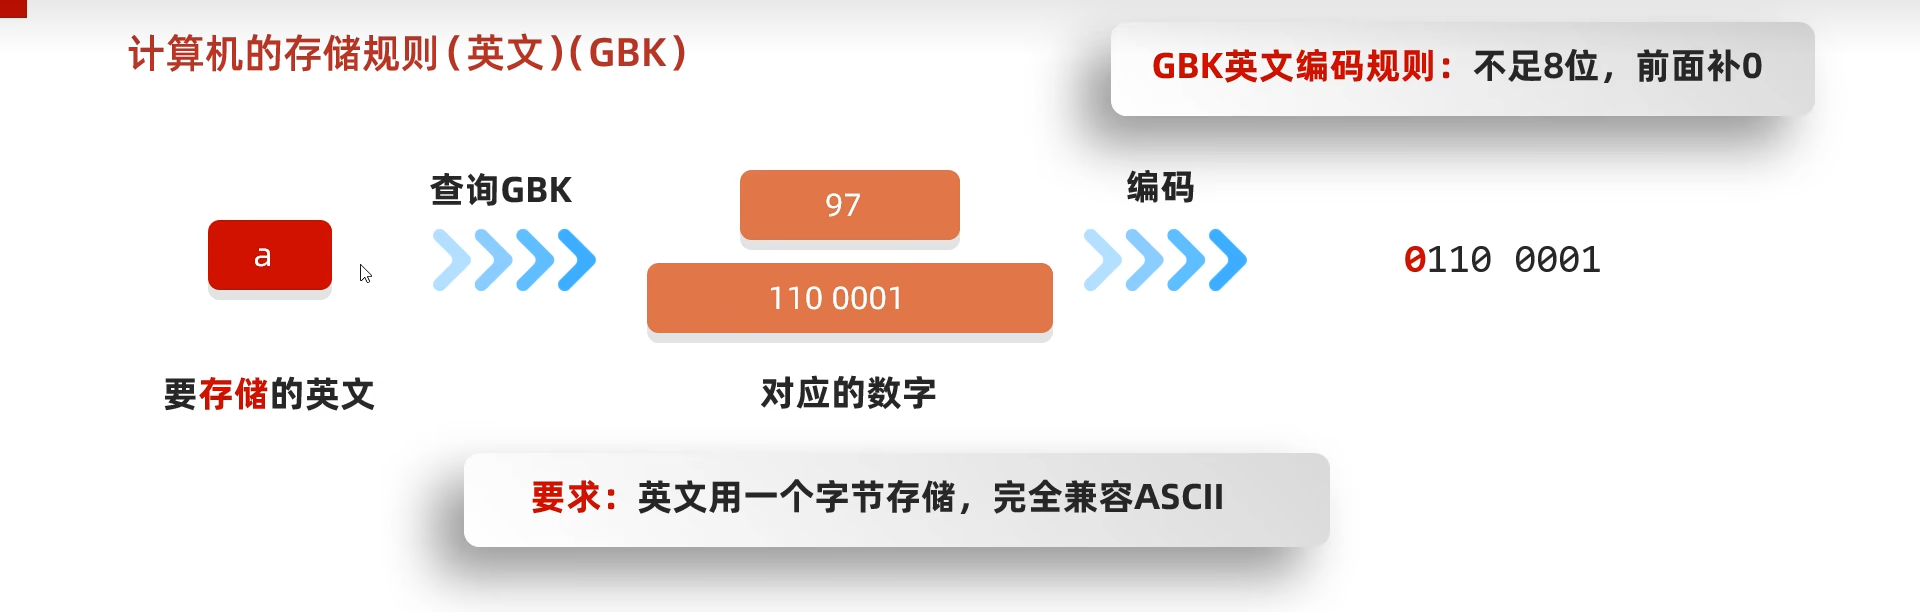 计算机的存储规则(英文)(GBK)
GBK英文编码规则：不足8位，前面补0
查询GBK
编码
a
97
110 0001
0110 0001
要存储的英文
对应的数字
要求：英文用一个字节存储，完全兼容ASCII